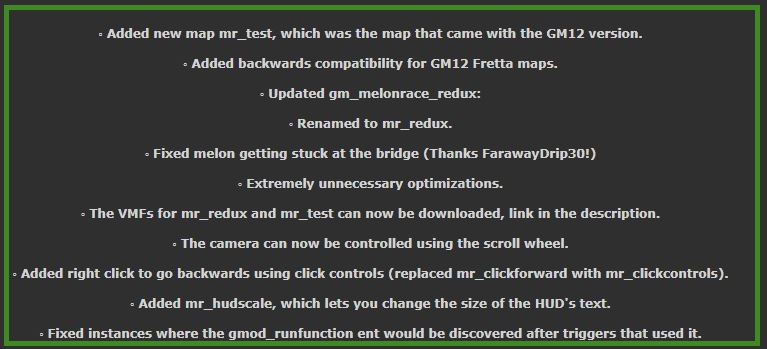 ◦ Added new map mr_test, which was the map that came with the GM12 version.
◦ Added backwards compatibility for GM12 Fretta maps.
◦ Updated gm_melonrace_redux:
◦ Renamed to mr_redux.
◦ Fixed melon getting stuck at the bridge (Thanks FarawayDrip30!)
◦ Extremely unnecessary optimizations.
◦ The VMFs for mr_redux and mr_test can now be downloaded, link in the description.
◦ The camera can now be controlled using the scroll wheel.
◦ Added right click to go backwards using click controls (replaced mr_clickforward with mr_clickcontrols).
◦ Added mr_hudscale, which lets you change the size of the HUD's text.
◦ Fixed instances where the gmod_runfunction ent would be discovered after triggers that used it.